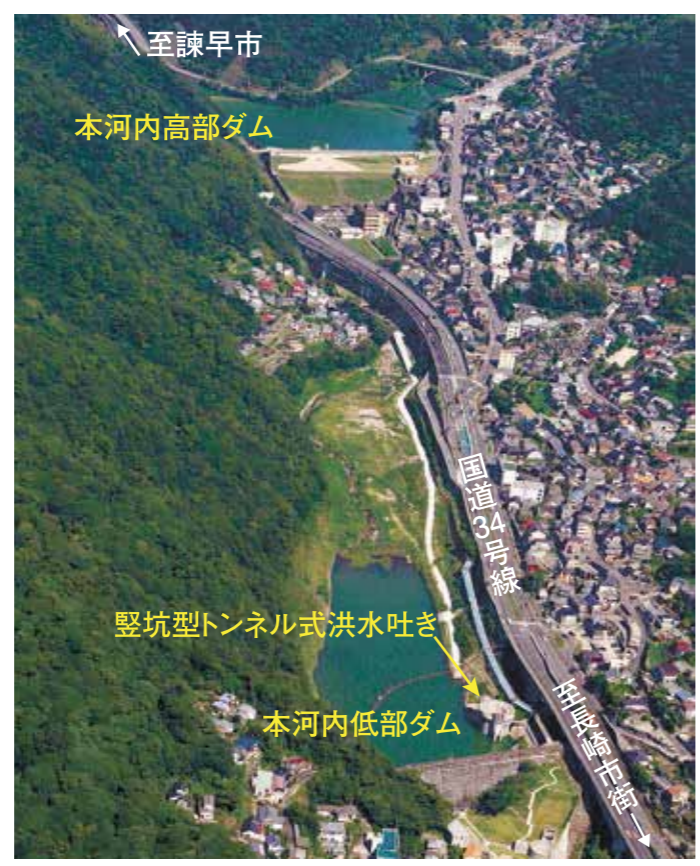 至諫早市
本河内高部ダム
国道34号線
竪坑型トンネル式洪水吐き
本河内低部ダム
至長崎市街